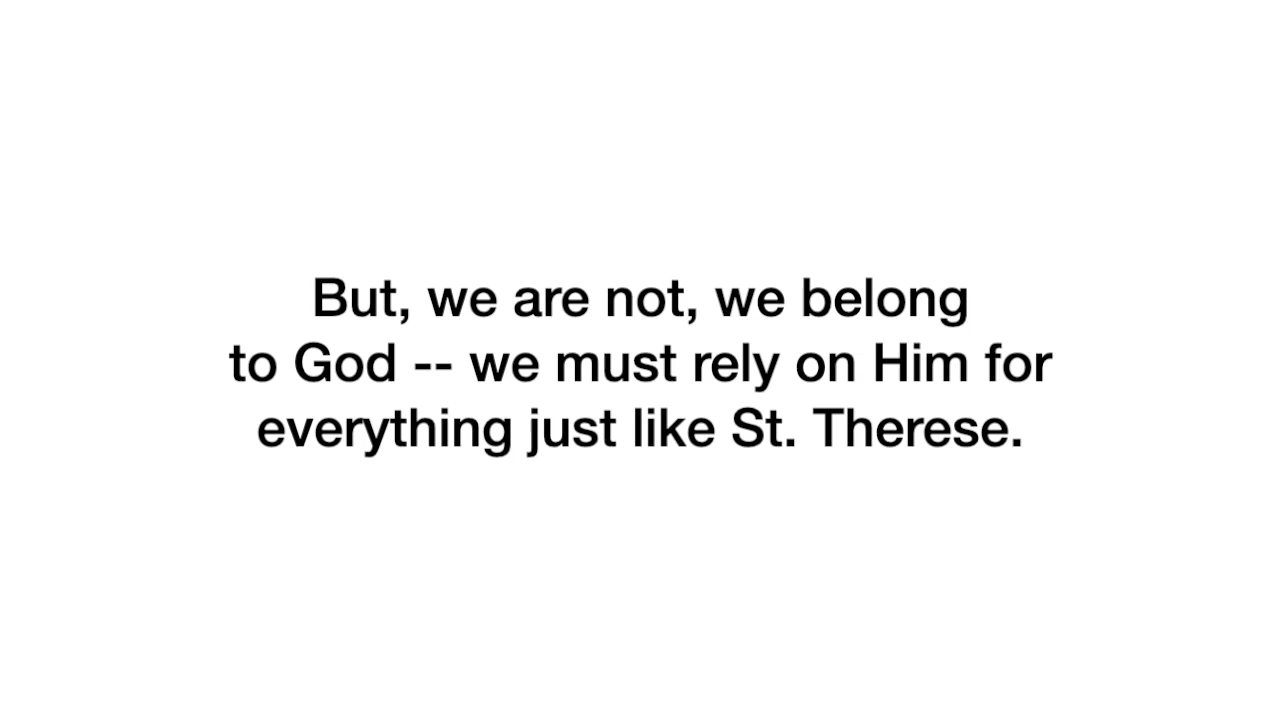 But, we are not, we belong
to God -- we must rely on Him for
everything just like St. Therese.